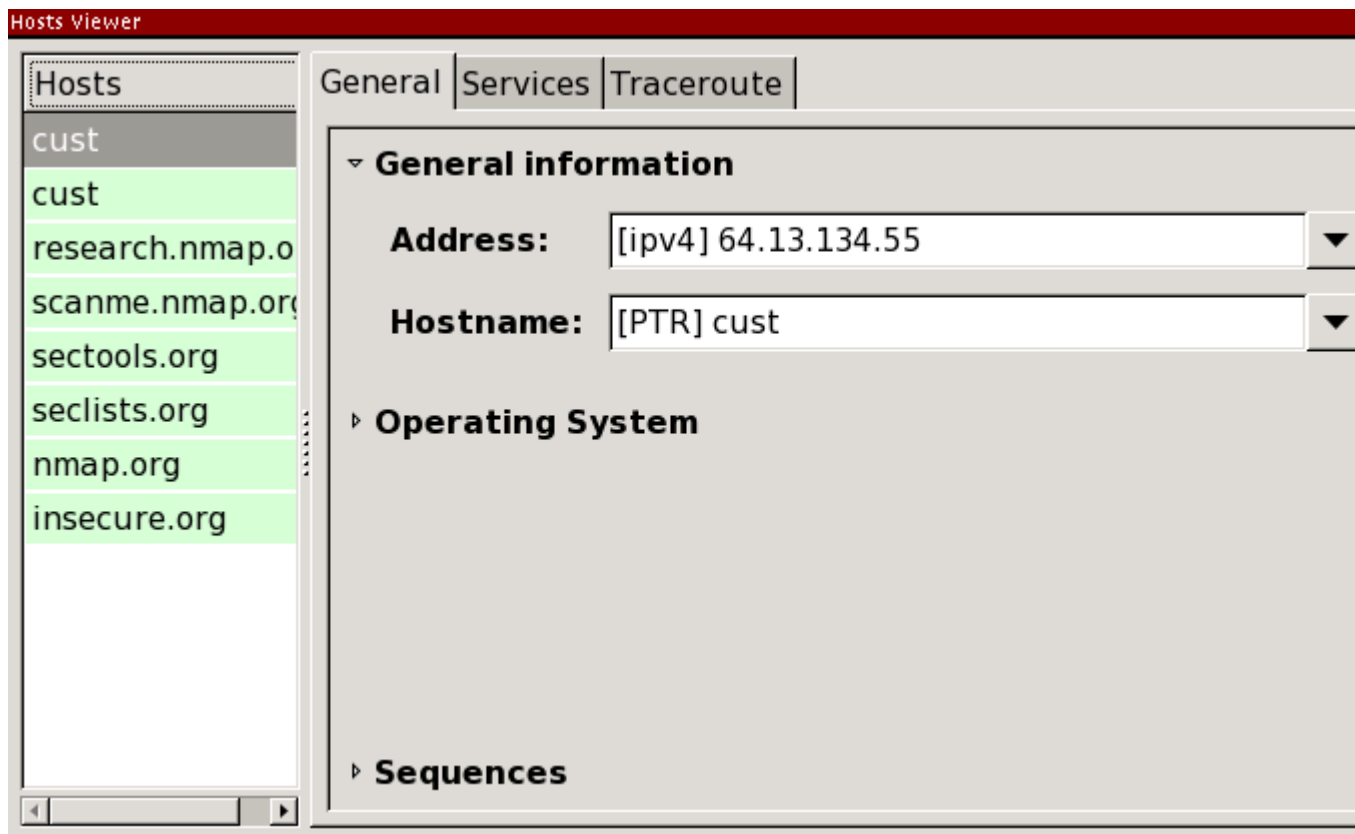 Hosts Viewer
Hosts
cust
cust
research.nmap.o
scanme.nmap.org
sectools.org
seclists.org
nmap.org
insecure.org
General Services Traceroute
General information
Address: [ipv4] 64.13.134.55
Hostname: [PTR] cust
Operating System
Sequences